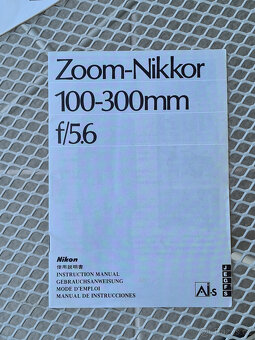 Zoom-Nikkor
100-300mm
f/5.6
Nikon
使用説明書
INSTRUCTION MANUAL
GEBRAUCHSANWEISUNG
MODE D'EMPLOI
MANUAL DE INSTRUCCIONES
Ai-s
J
E
G
F
S